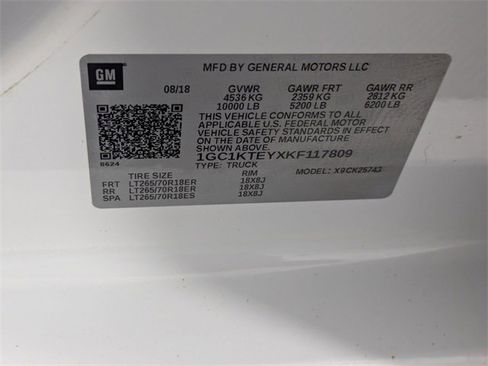 GM
MFD BY GENERAL MOTORS LLC
08/18 GVWR GAWR FRT GAWR RR
4536 KG 2359 KG 2812 KG
10000 LB 5200 LB 6200 LB
THIS VEHICLE CONFORMS TO ALL
APPLICABLE U.S. FEDERAL MOTOR
VEHICLE SAFETY STANDARDS IN EFFECT
ON THE DATE OF MANUFACTURE
SHOWN ABOVE.
8624
1GC1KTEYXKF117809
TYPE: TRUCK MODEL: X9CK25743
TIRE SIZE RIM
FRT LT265/70R18ER 18X8J
RR LT265/70R18ER 18X8J
SPA LT265/70R18ES 18X8J